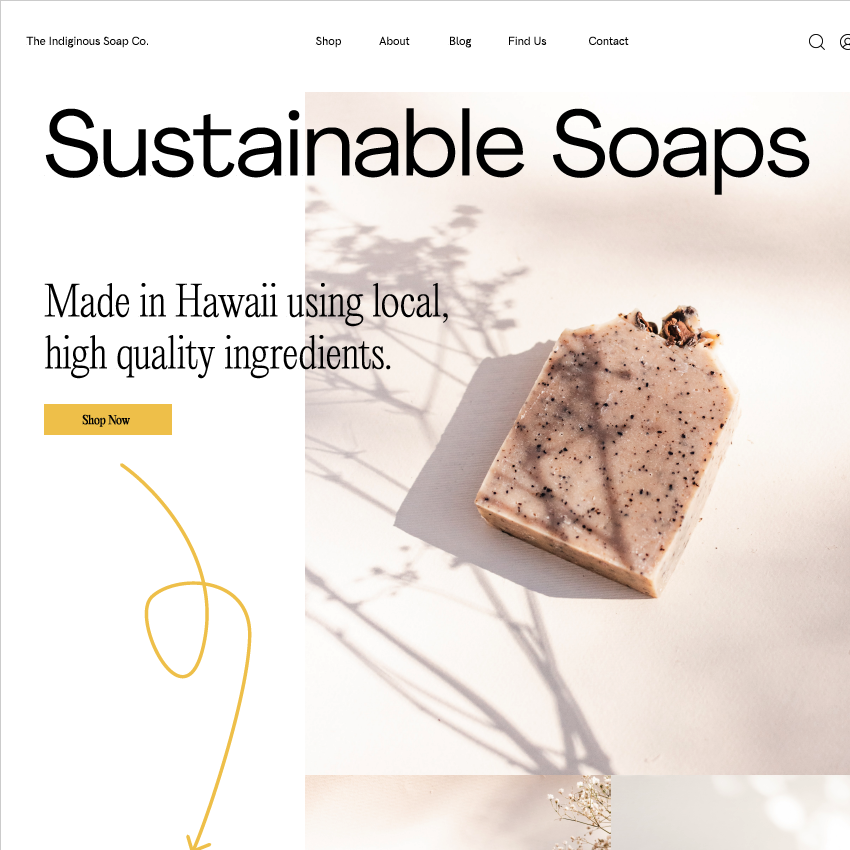 The Indiginous Soap Co.
Shop
About
Blog
Find Us
Contact
Sustainable Soaps
Made in Hawaii using local,
high quality ingredients.
Shop Now